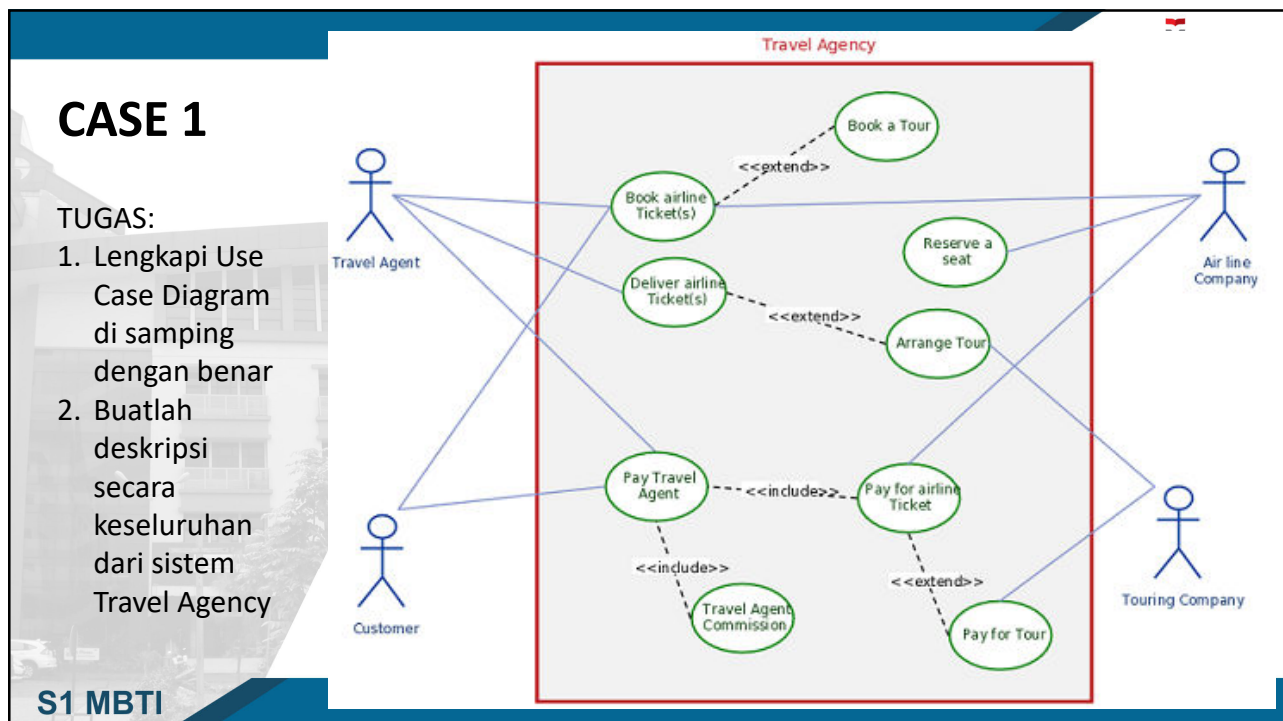 CASE 1
TUGAS:
1. Lengkapi Use
Case Diagram
di samping
dengan benar
2. Buatlah
deskripsi
secara
keseluruhan
dari sistem
Travel Agency
S1 MBTI
Travel Agency
Book a Tour
<<extend>>
Book airline
Ticket(s)
Travel Agent
Reserve a
seat
Air line
Company
Deliver airline
Ticket(s)
<<extend>>
Arrange Tour
Pay Travel
Agent
<<include>>
Pay for airline
Ticket
<<include>>
<<extend>>
Travel Agent
Commission
Pay for Tour
Customer
Touring Company